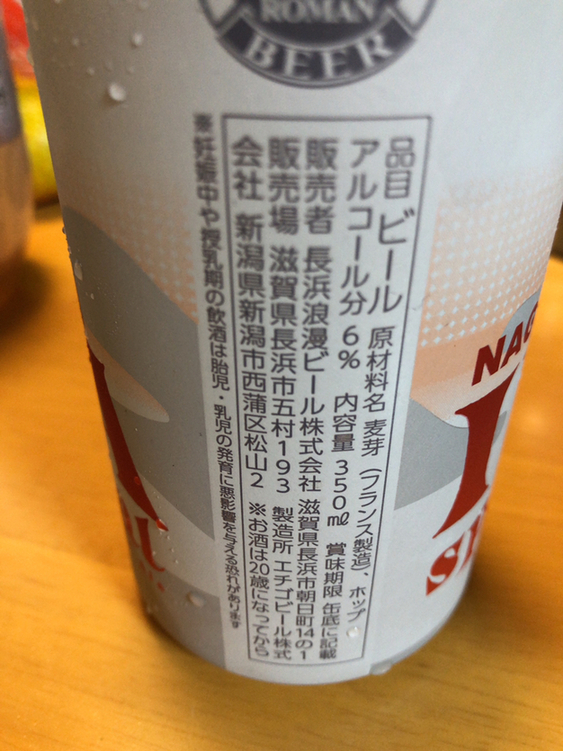 ROMAN
BEER
品目 ビール 原材料名 麦芽（フランス製造）、ホップ
アルコール分 6% 内容量 350㎖ 賞味期限 缶底に記載
販売者 長浜浪漫ビール株式会社 滋賀県長浜市朝日町14の1
販売場 滋賀県長浜市五村193 製造所 エチゴビール株式
会社 新潟県新潟市西蒲区松山2 ※お酒は20歳になってから
※妊娠中や授乳期の飲酒は胎児・乳児の発育に悪影響を与える恐れがあります
NAG